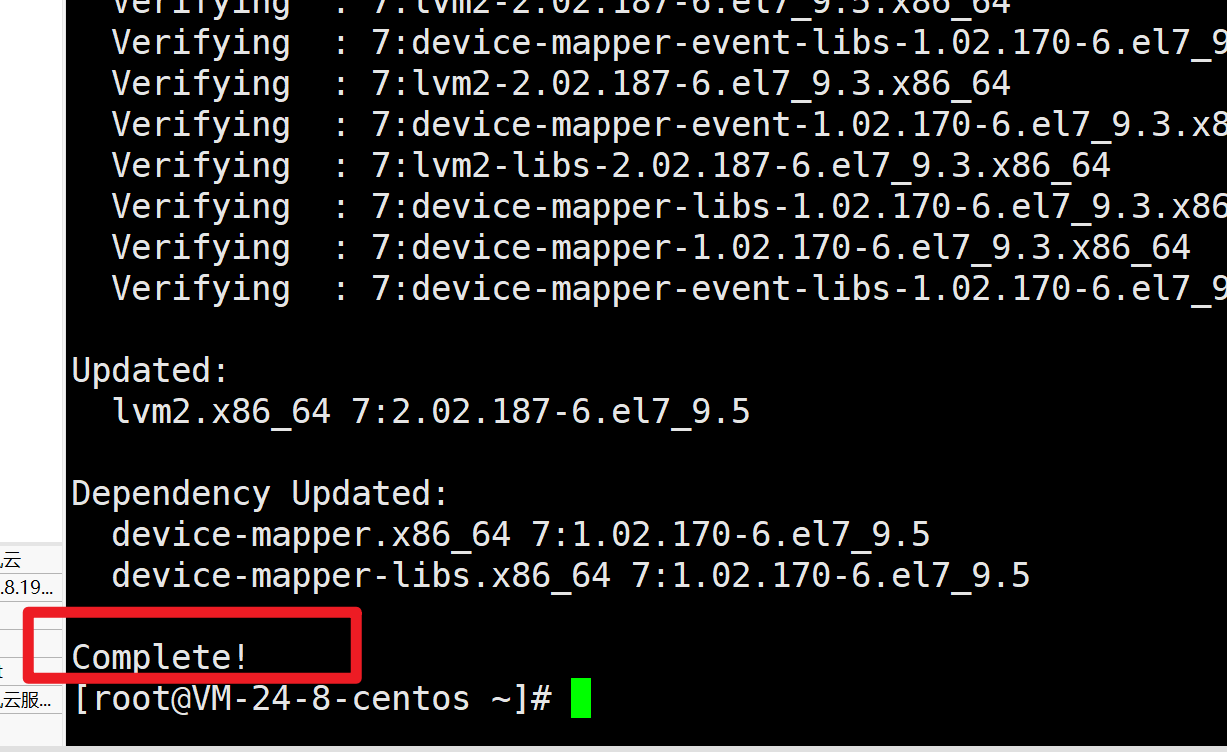 Verifying : 7:lvm2-2.02.187-6.el7_9.5.x86_64
Verifying : 7:device-mapper-event-libs-1.02.170-6.el7_9
Verifying : 7:lvm2-2.02.187-6.el7_9.3.x86_64
Verifying : 7:device-mapper-event-1.02.170-6.el7_9.3.x8
Verifying : 7:lvm2-libs-2.02.187-6.el7_9.3.x86_64
Verifying : 7:device-mapper-libs-1.02.170-6.el7_9.3.x86
Verifying : 7:device-mapper-1.02.170-6.el7_9.3.x86_64
Verifying : 7:device-mapper-event-libs-1.02.170-6.el7_9
Updated:
lvm2.x86_64 7:2.02.187-6.el7_9.5
Dependency Updated:
device-mapper.x86_64 7:1.02.170-6.el7_9.5
device-mapper-libs.x86_64 7:1.02.170-6.el7_9.5
Complete!
[root@VM-24-8-centos ~]#
云
.8.19...
t
云服...